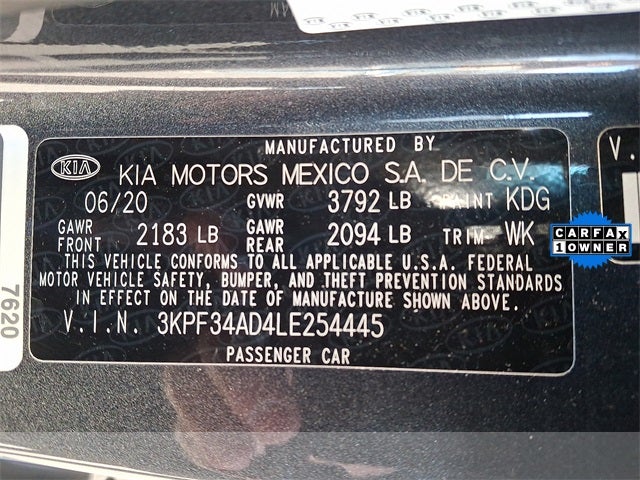 MANUFACTURED BY
KIA KIA MOTORS MEXICO S.A. DE C.V.
06/20 GVWR 3792 LB PAINT KDG
GAWR FRONT 2183 LB GAWR REAR 2094 LB TRIM- WK
THIS VEHICLE CONFORMS TO ALL APPLICABLE U.S.A. FEDERAL
MOTOR VEHICLE SAFETY, BUMPER, AND THEFT PREVENTION STANDARDS
IN EFFECT ON THE DATE OF MANUFACTURE SHOWN ABOVE.
V.I.N. 3KPF34AD4LE254445
PASSENGER CAR
7620
CARFAX
1 OWNER
V.